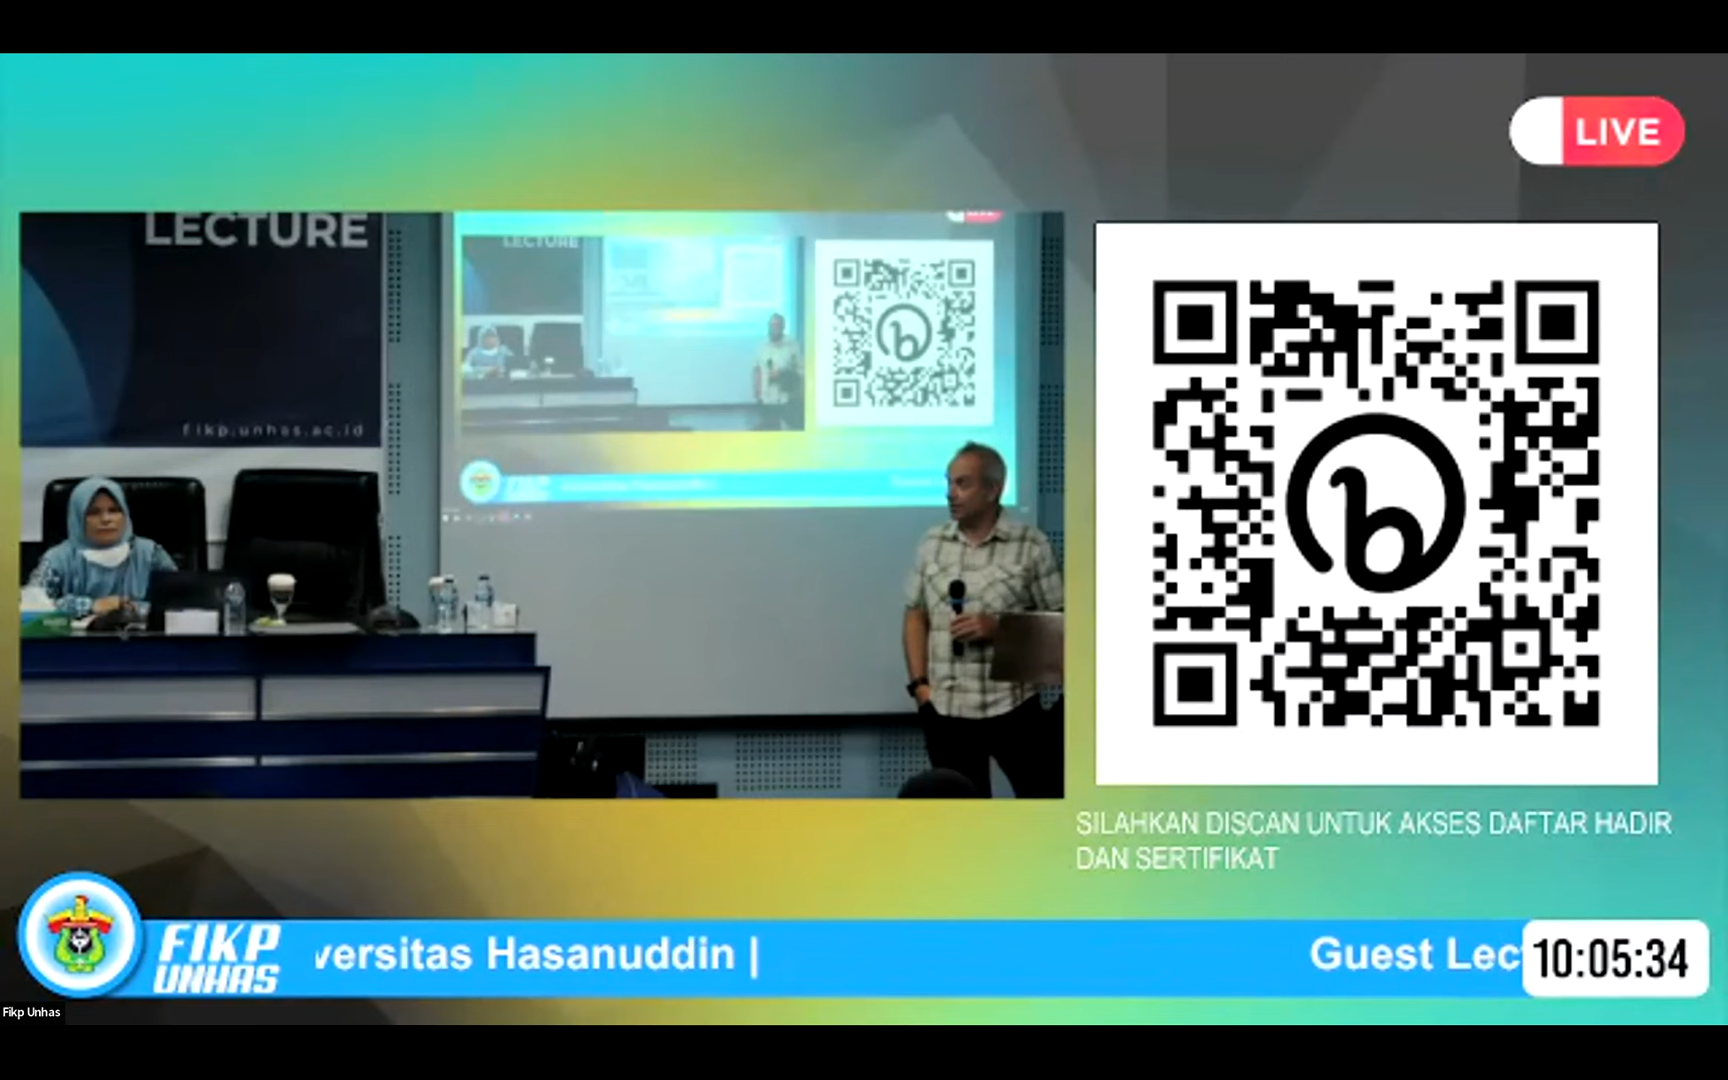 LIVE
LECTURE
LECTURE
fikp.unhas.ac.id
SILAHKAN DISCAN UNTUK AKSES DAFTAR HADIR
DAN SERTIFIKAT
FIKP
UNHAS
versitas Hasanuddin |
Guest Lec
10:05:34
Fikp Unhas